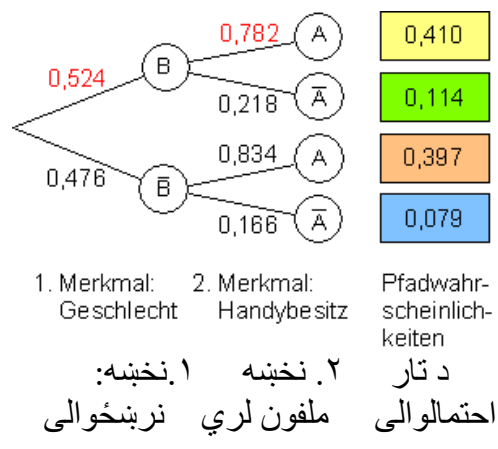 0,782 A 0,410
0,524 B
0,218 A̅ 0,114
0,834 A 0,397
0,476 B̅
0,166 A̅ 0,079
1. Merkmal: 2. Merkmal: Pfadwahr-
Geschlecht Handybesitz scheinlich-
keiten
۱.نخښه: ۲. نخښه د تار
نرښځوالی ملفون لري احتمالوالی